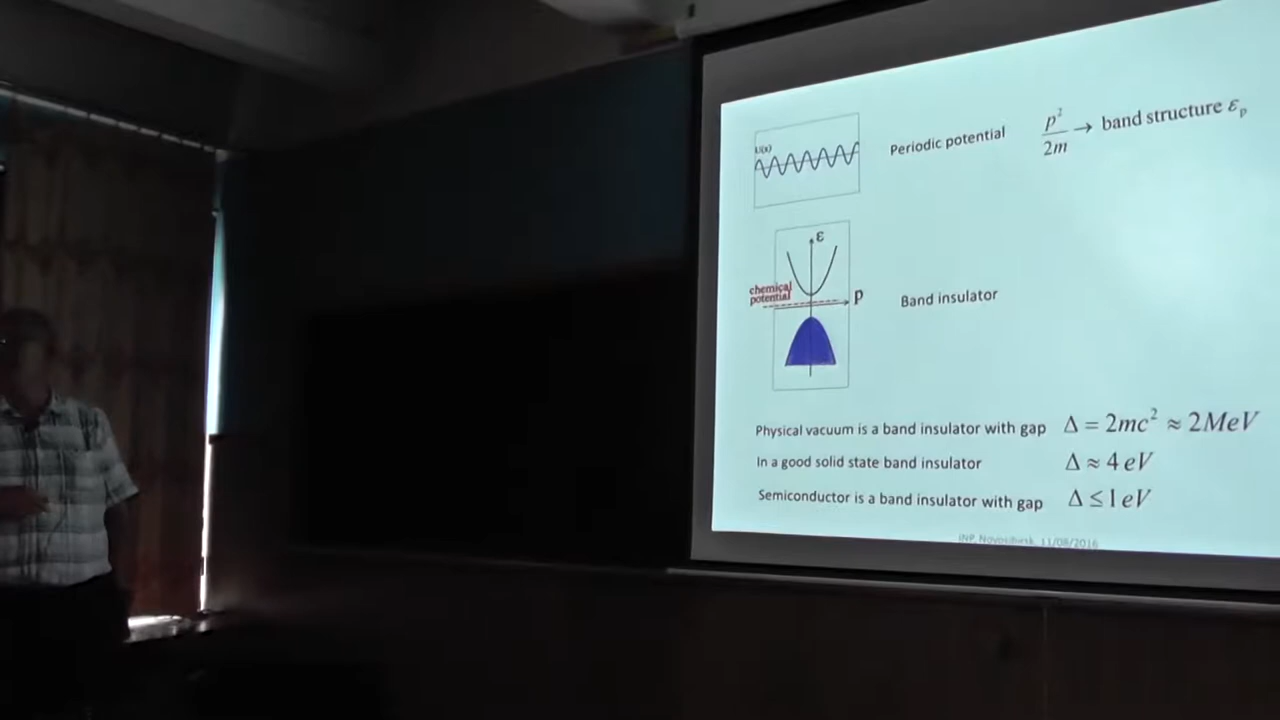 U(x)
Periodic potential
p²/2m → band structure ε_p
ε
chemical
potential
p
Band insulator
Physical vacuum is a band insulator with gap Δ = 2mc² ≈ 2MeV
In a good solid state band insulator Δ ≈ 4 eV
Semiconductor is a band insulator with gap Δ ≤ 1 eV
INP, Novosibirsk, 11/08/2016